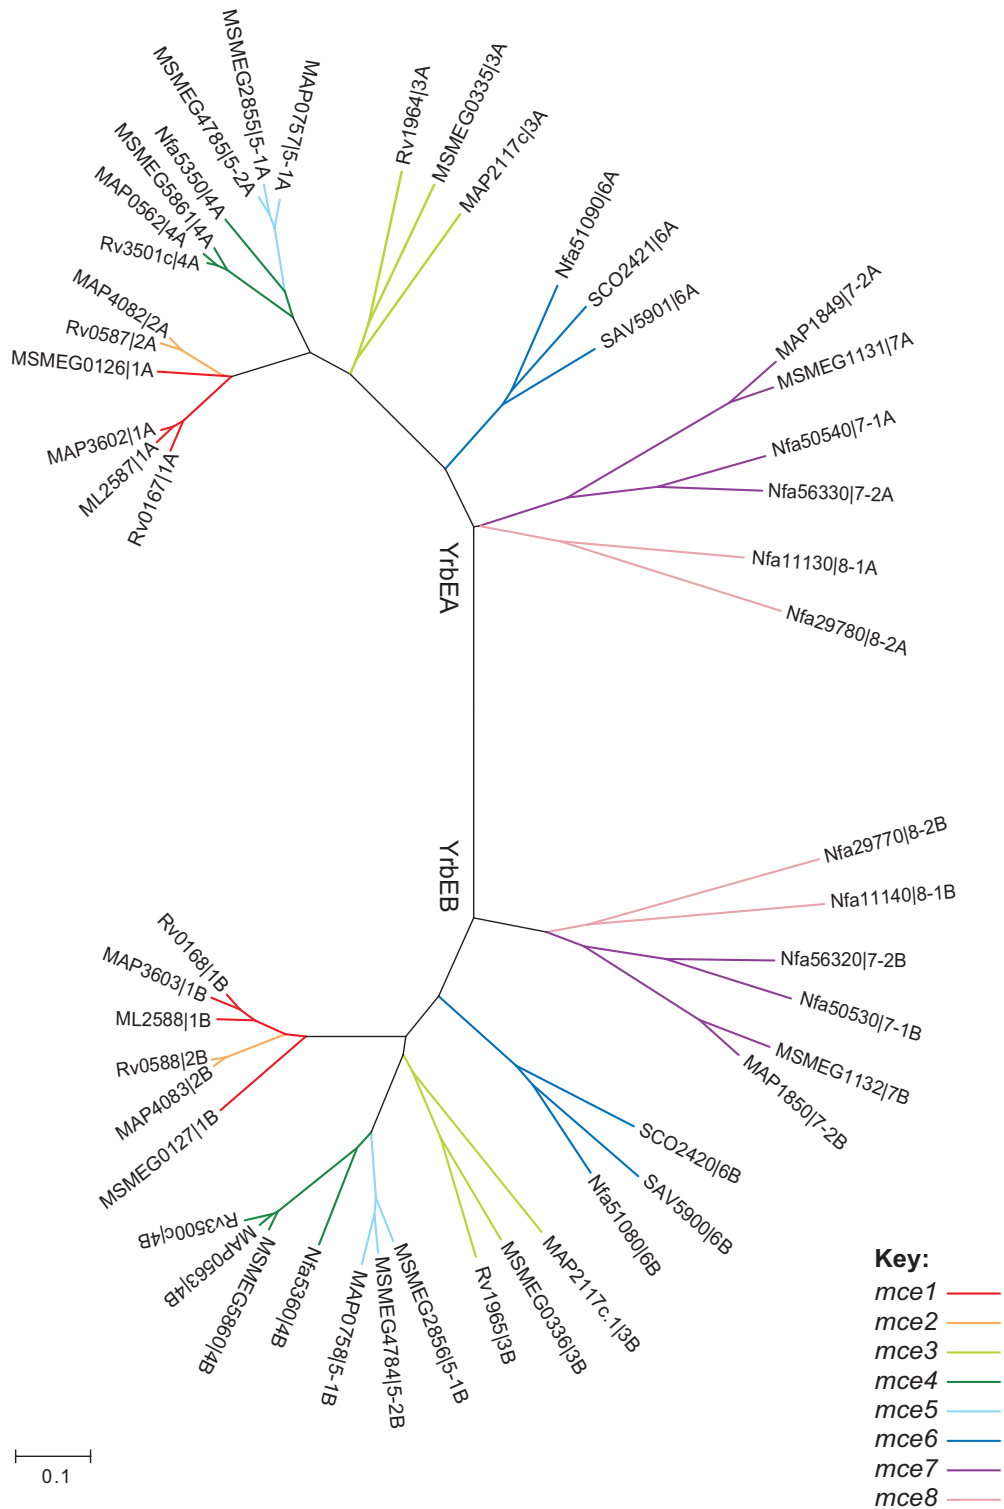 MSMEG2855|5-1A
MSMEG4785|5-2A
MAP0757|5-1A
Rv1964|3A
MSMEG0335|3A
MAP2117c|3A
Nfa5350|4A
MSMEG5861|4A
MAP0562|4A
Rv3501c|4A
MAP4082|2A
Rv0587|2A
MSMEG0126|1A
MAP3602|1A
ML2587|1A
Rv0167|1A
Nfa51090|6A
SCO2421|6A
SAV5901|6A
MAP1849|7-2A
MSMEG1131|7A
Nfa50540|7-1A
Nfa56330|7-2A
Nfa11130|8-1A
Nfa29780|8-2A
YrbEA
YrbEB
Nfa29770|8-2B
Nfa11140|8-1B
Nfa56320|7-2B
Nfa50530|7-1B
MSMEG1132|7B
MAP1850|7-2B
SCO2420|6B
SAV5900|6B
Nfa51080|6B
Rv0168|1B
MAP3603|1B
ML2588|1B
Rv0588|2B
MAP4083|2B
MSMEG0127|1B
Rv3500c|4B
MAP0563|4B
MSMEG5860|4B
Nfa5360|4B
MAP0758|5-1B
MSMEG4784|5-2B
MSMEG2856|5-1B
Rv1965|3B
MSMEG0336|3B
MAP2117c.1|3B
Key:
mce1
mce2
mce3
mce4
mce5
mce6
mce7
mce8
0.1